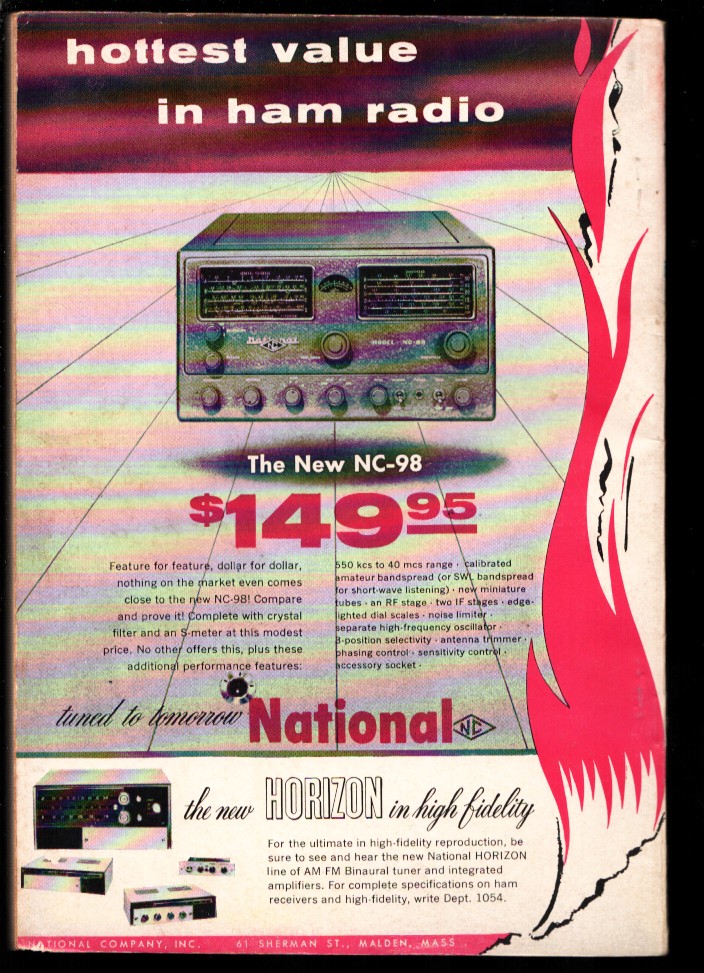 hottest value
in ham radio
National
NC
MODEL NC-98
The New NC-98
$149 95
Feature for feature, dollar for dollar,
nothing on the market even comes
close to the new NC-98! Compare
and prove it! Complete with crystal
filter and an S-meter at this modest
price. No other offers this, plus these
additional performance features:
550 kcs to 40 mcs range · calibrated
amateur bandspread (or SWL bandspread
for short-wave listening) · new miniature
tubes · an RF stage · two IF stages · edge-
lighted dial scales · noise limiter
separate high-frequency oscillator ·
3-position selectivity · antenna trimmer ·
phasing control · sensitivity control ·
accessory socket ·
tuned to tomorrow National NC
the new HORIZON in high fidelity
For the ultimate in high-fidelity reproduction, be
sure to see and hear the new National HORIZON
line of AM FM Binaural tuner and integrated
amplifiers. For complete specifications on ham
receivers and high-fidelity, write Dept. 1054.
NATIONAL COMPANY, INC. 61 SHERMAN ST., MALDEN, MASS.